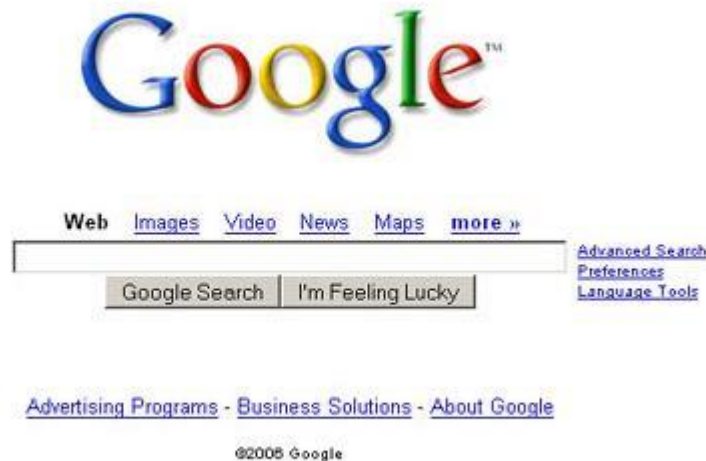 Google™
Web Images Video News Maps more »
Advanced Search
Preferences
Language Tools
Google Search I'm Feeling Lucky
Advertising Programs - Business Solutions - About Google
©2006 Google